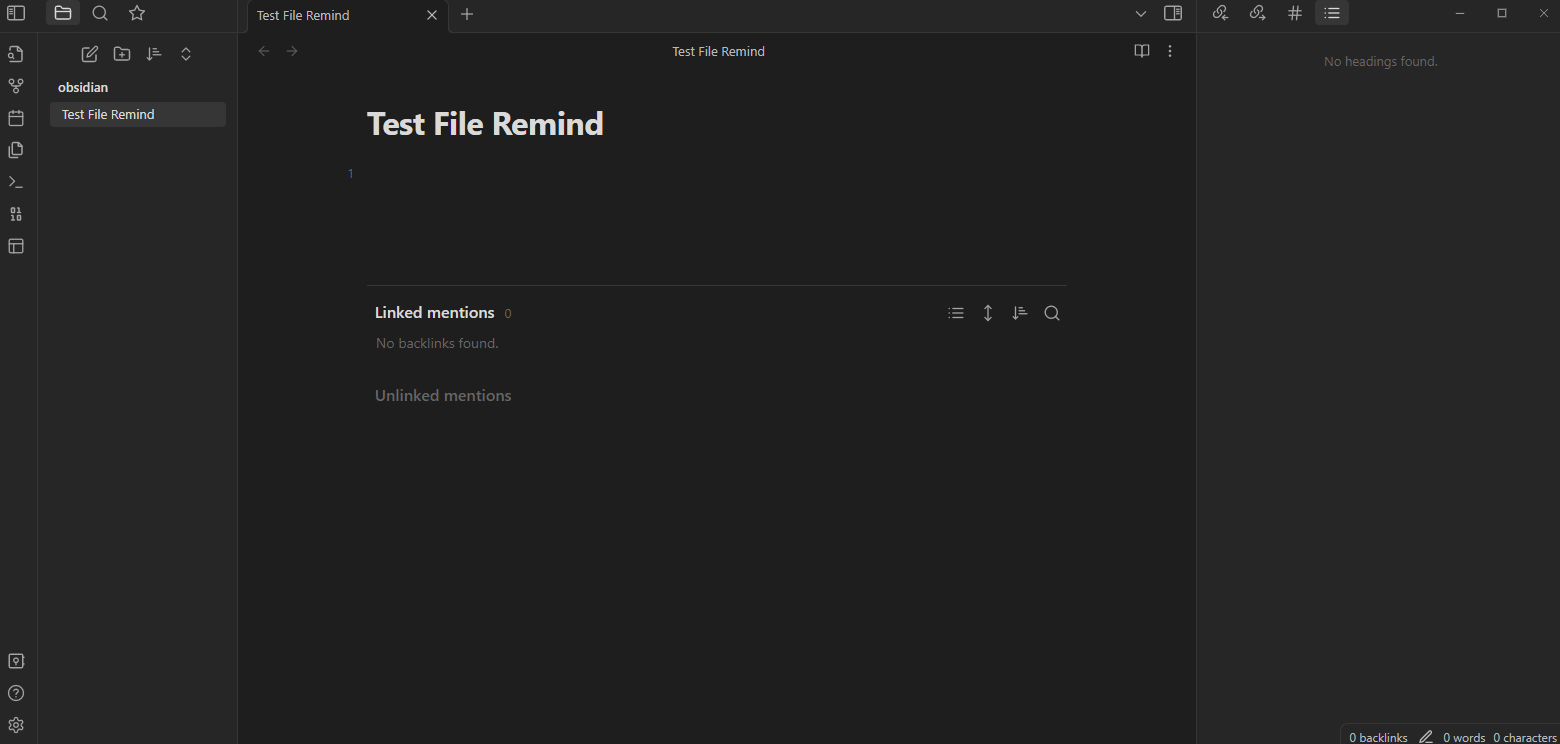 Test File Remind
Test File Remind
No headings found.
obsidian
Test File Remind
Test File Remind
1
Linked mentions 0
No backlinks found.
Unlinked mentions
0 backlinks 0 words 0 characters